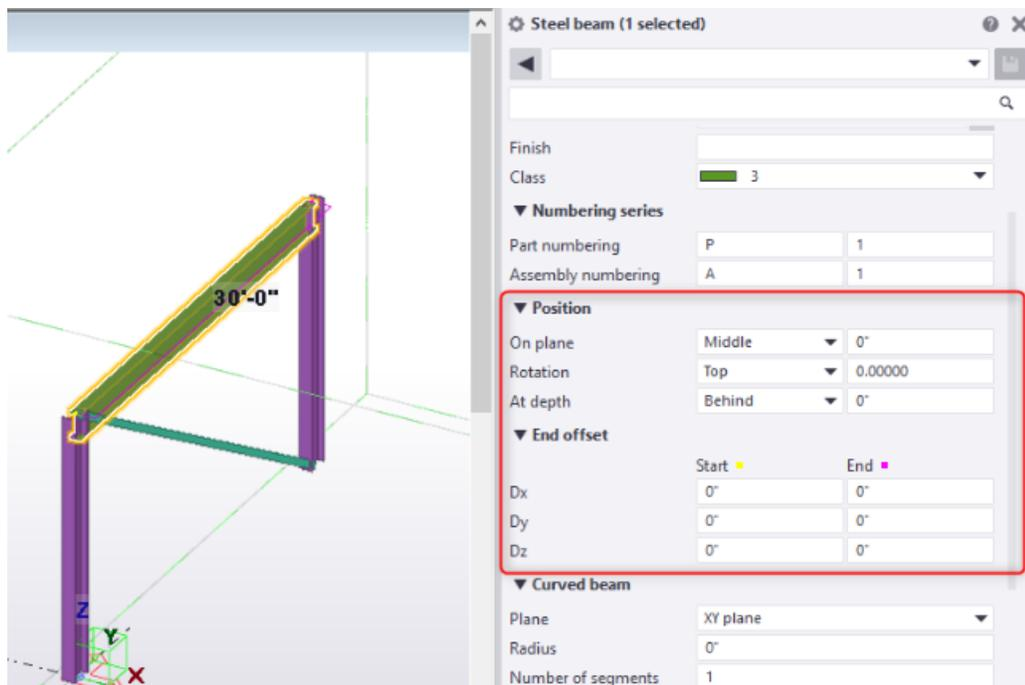 Steel beam (1 selected)
Finish
Class 3
Numbering series
Part numbering P 1
Assembly numbering A 1
Position
On plane Middle 0"
Rotation Top 0.00000
At depth Behind 0"
End offset
Start End
Dx 0" 0"
Dy 0" 0"
Dz 0" 0"
Curved beam
Plane XY plane
Radius 0"
Number of segments 1
30'-0"
Z
Y
X